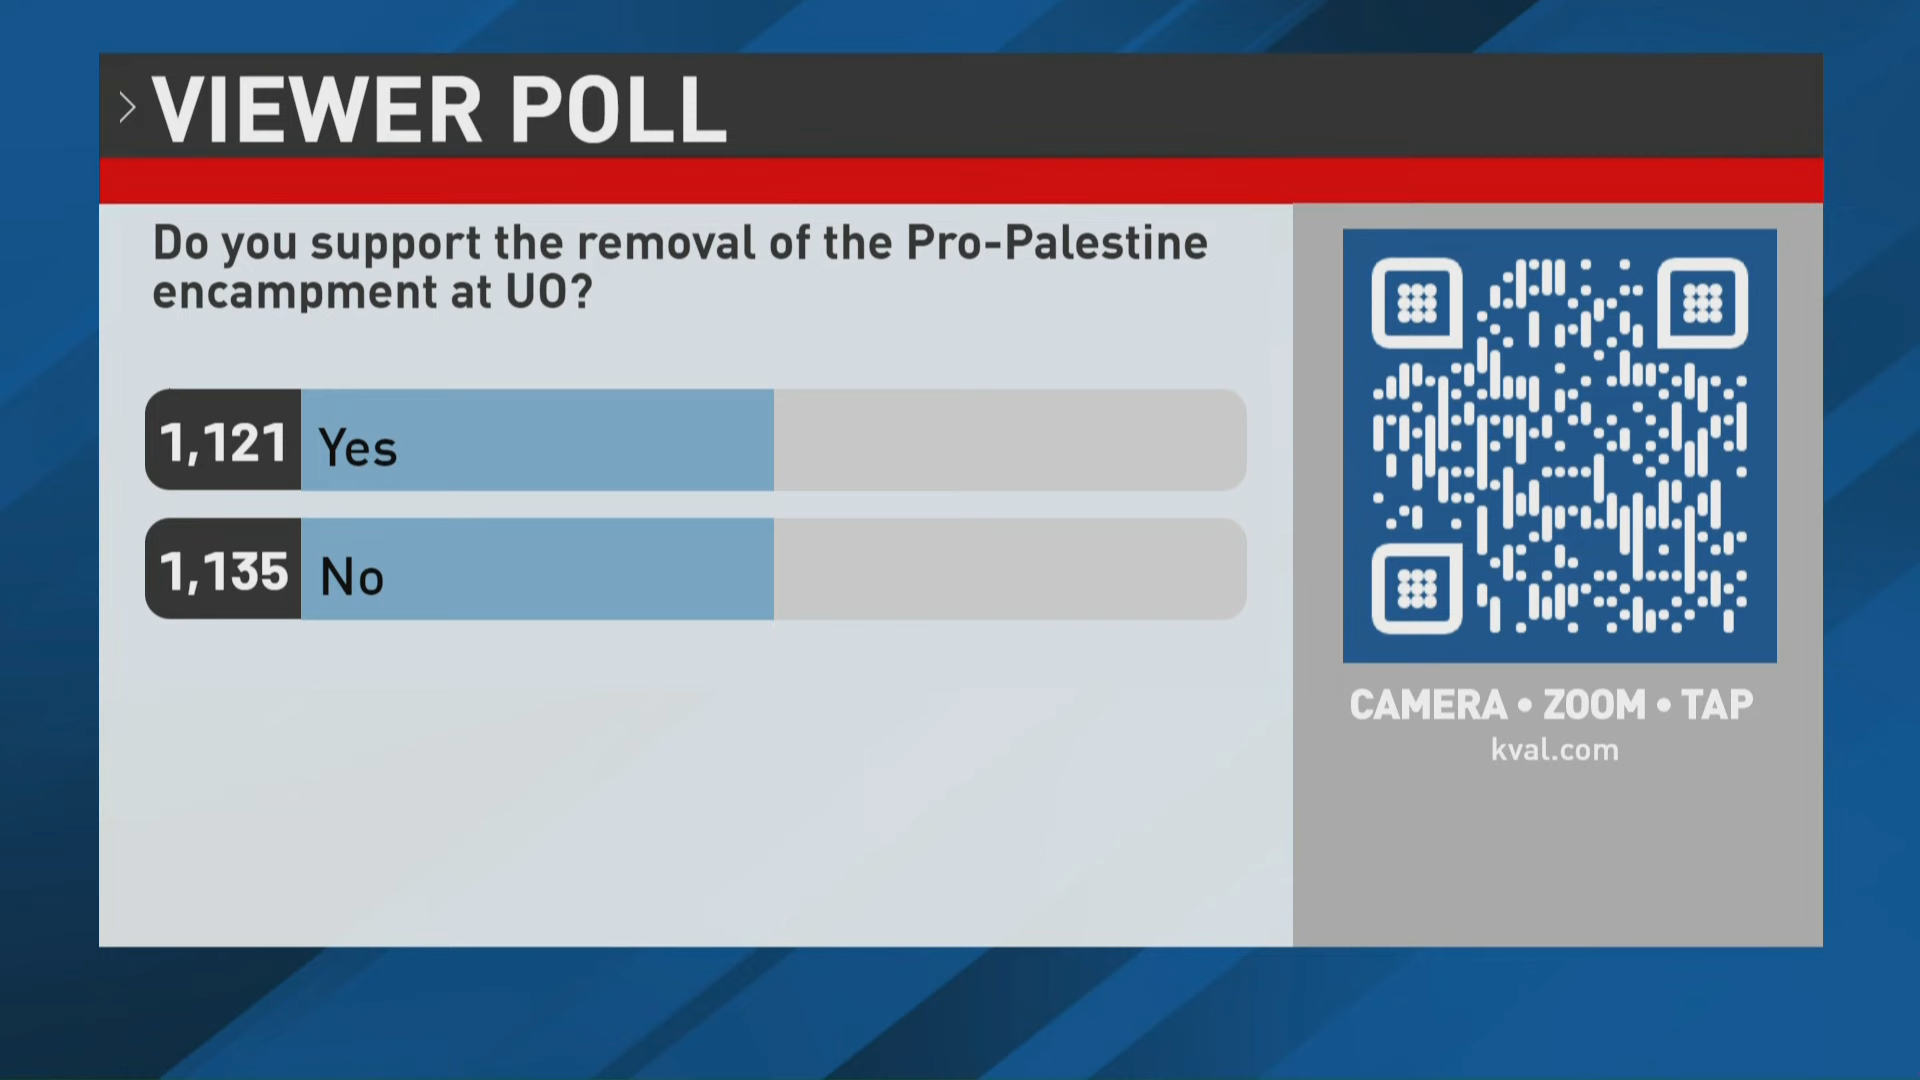 VIEWER POLL
Do you support the removal of the Pro-Palestine
encampment at UO?
1,121 Yes
1,135 No
CAMERA • ZOOM • TAP
kval.com